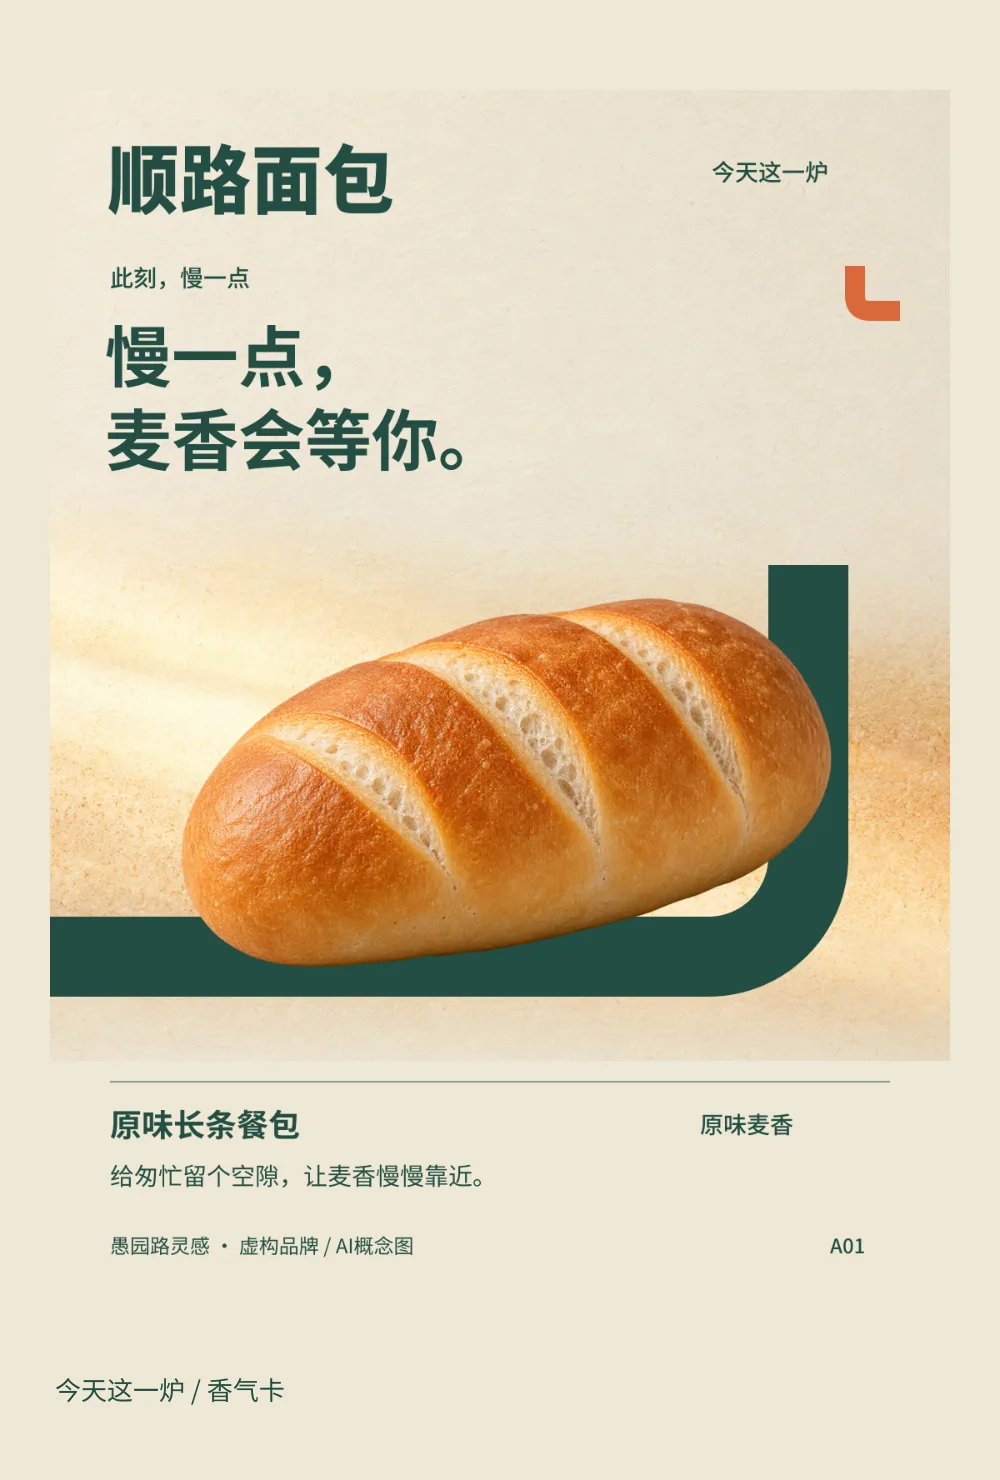 顺路面包
今天这一炉
此刻，慢一点
慢一点，
麦香会等你。
原味长条餐包
原味麦香
给匆忙留个空隙，让麦香慢慢靠近。
愚园路灵感 · 虚构品牌 / AI概念图
A01
今天这一炉 / 香气卡